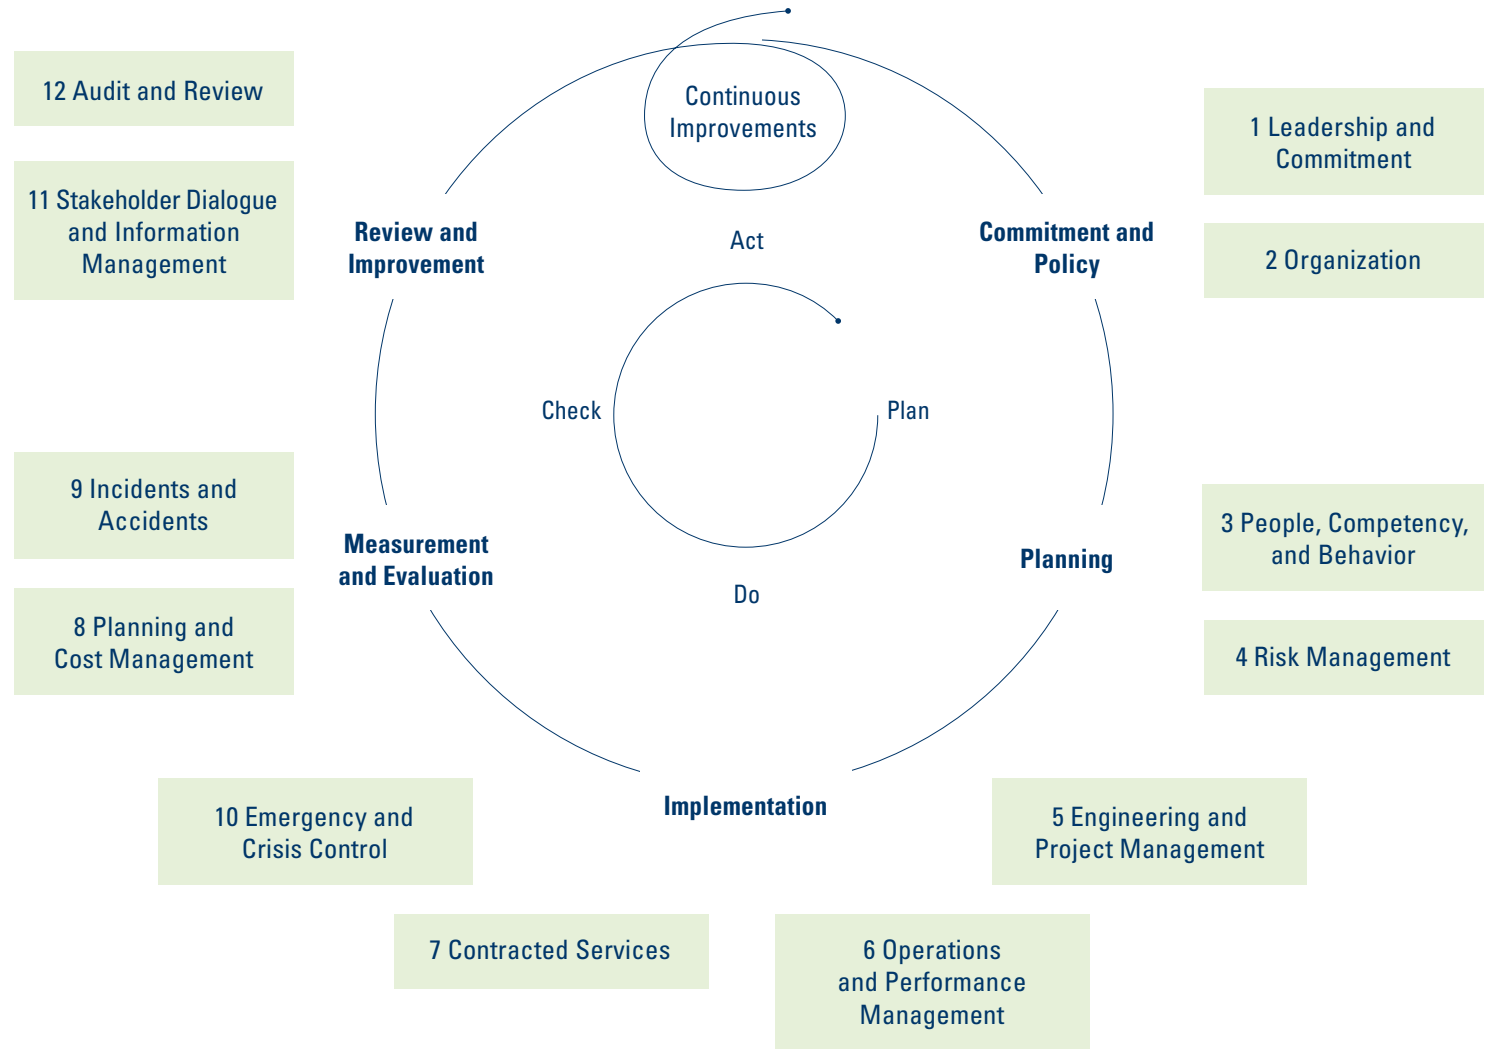 Continuous
Improvements
12 Audit and Review
1 Leadership and
Commitment
11 Stakeholder Dialogue
and Information
Management
Review and
Improvement
Act
Commitment and
Policy
2 Organization
Check
Plan
9 Incidents and
Accidents
Measurement
and Evaluation
Do
Planning
3 People, Competency,
and Behavior
8 Planning and
Cost Management
4 Risk Management
10 Emergency and
Crisis Control
Implementation
5 Engineering and
Project Management
7 Contracted Services
6 Operations
and Performance
Management